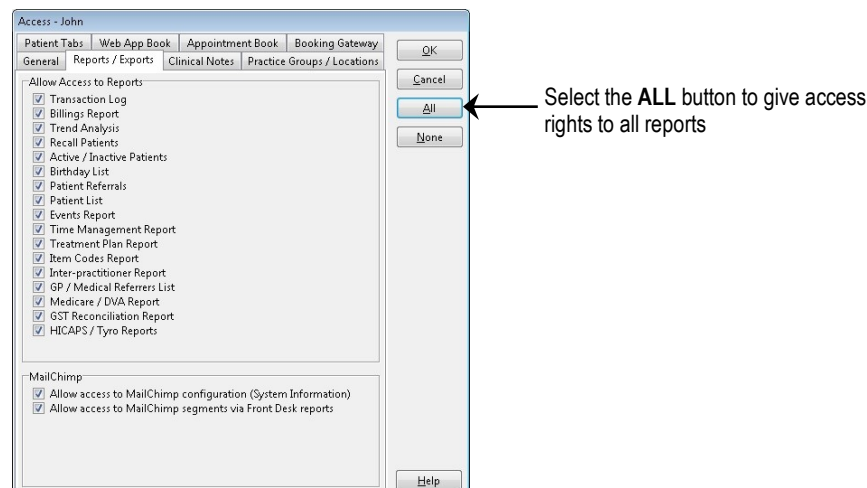 Access - John
Patient Tabs
Web App Book
Appointment Book
Booking Gateway
General
Reports / Exports
Clinical Notes
Practice Groups / Locations
OK
Cancel
All
None
Allow Access to Reports
Transaction Log
Billings Report
Trend Analysis
Recall Patients
Active / Inactive Patients
Birthday List
Patient Referrals
Patient List
Events Report
Time Management Report
Treatment Plan Report
Item Codes Report
Inter-practitioner Report
GP / Medical Referrers List
Medicare / DVA Report
GST Reconciliation Report
HICAPS / Tyro Reports
MailChimp
Allow access to MailChimp configuration (System Information)
Allow access to MailChimp segments via Front Desk reports
Help
Select the ALL button to give access
rights to all reports